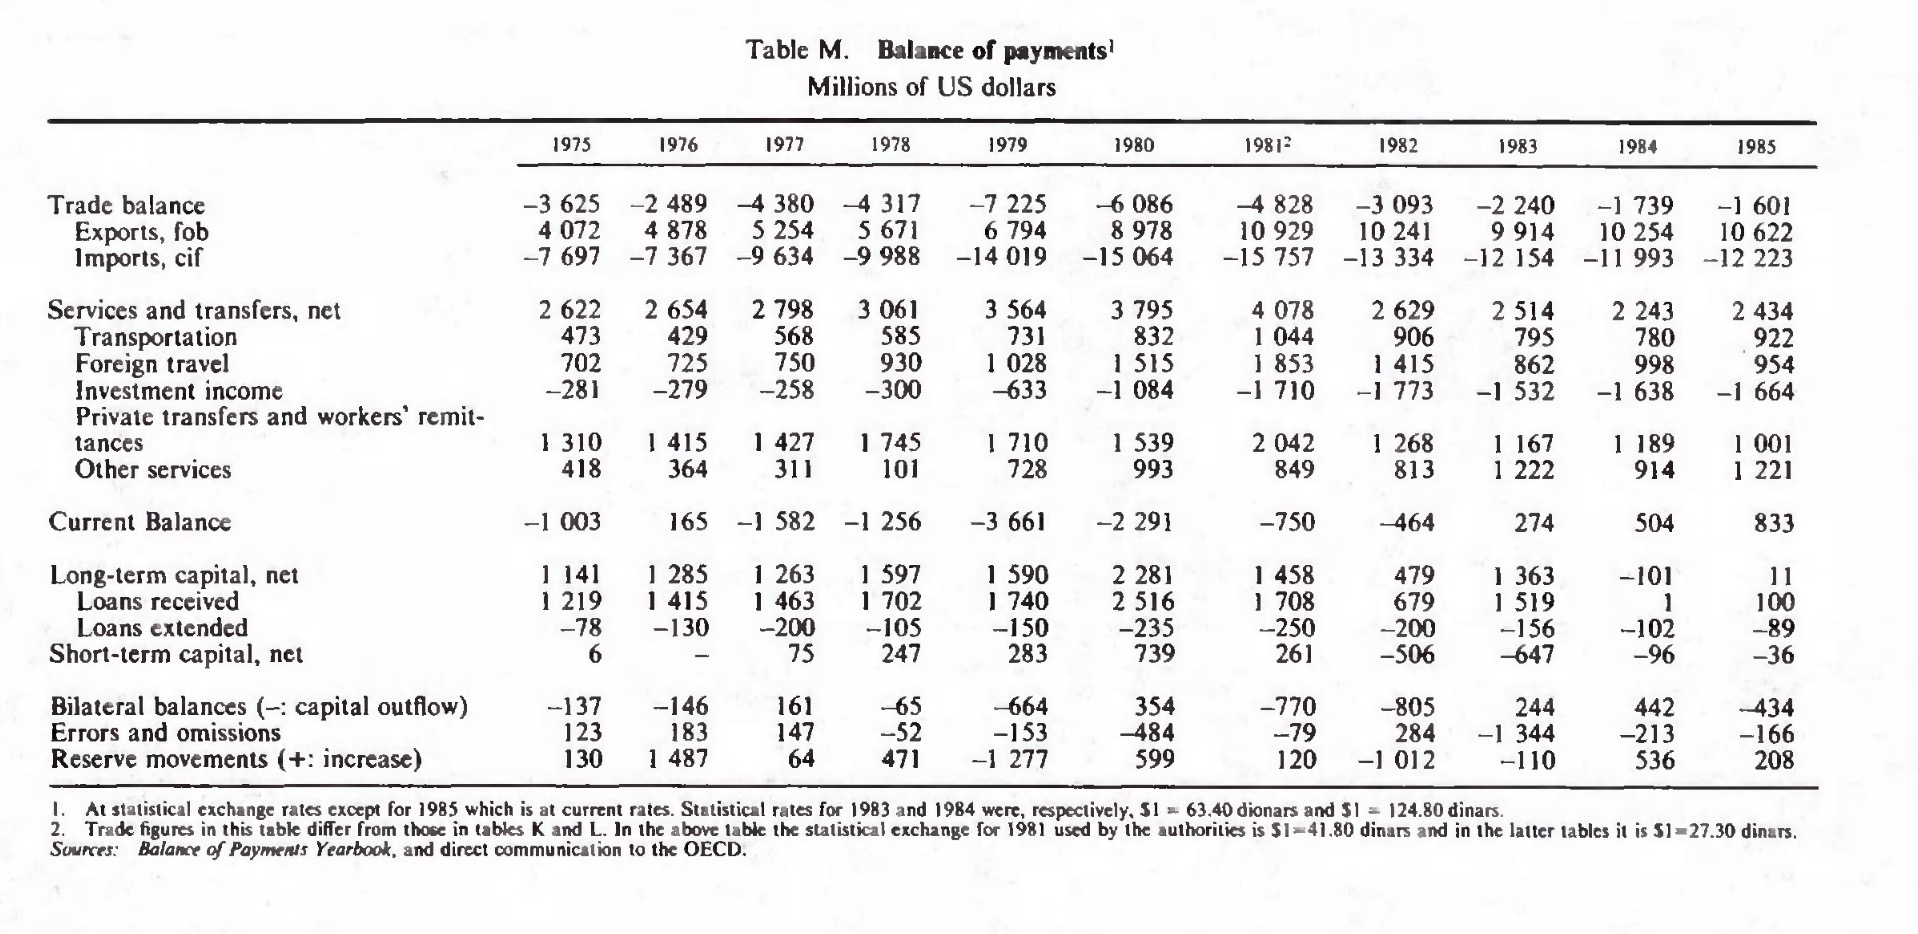 Table M. Balance of payments¹
Millions of US dollars
1975 1976 1977 1978 1979 1980 1981² 1982 1983 1984 1985
Trade balance –3 625 –2 489 –4 380 –4 317 –7 225 –6 086 –4 828 –3 093 –2 240 –1 739 –1 601
Exports, fob 4 072 4 878 5 254 5 671 6 794 8 978 10 929 10 241 9 914 10 254 10 622
Imports, cif –7 697 –7 367 –9 634 –9 988 –14 019 –15 064 –15 757 –13 334 –12 154 –11 993 –12 223
Services and transfers, net 2 622 2 654 2 798 3 061 3 564 3 795 4 078 2 629 2 514 2 243 2 434
Transportation 473 429 568 585 731 832 1 044 906 795 780 922
Foreign travel 702 725 750 930 1 028 1 515 1 853 1 415 862 998 954
Investment income –281 –279 –258 –300 –633 –1 084 –1 710 –1 773 –1 532 –1 638 –1 664
Private transfers and workers' remit-
tances 1 310 1 415 1 427 1 745 1 710 1 539 2 042 1 268 1 167 1 189 1 001
Other services 418 364 311 101 728 993 849 813 1 222 914 1 221
Current Balance –1 003 165 –1 582 –1 256 –3 661 –2 291 –750 –464 274 504 833
Long-term capital, net 1 141 1 285 1 263 1 597 1 590 2 281 1 458 479 1 363 –101 11
Loans received 1 219 1 415 1 463 1 702 1 740 2 516 1 708 679 1 519 1 100
Loans extended –78 –130 –200 –105 –150 –235 –250 –200 –156 –102 –89
Short-term capital, net 6 – 75 247 283 739 261 –506 –647 –96 –36
Bilateral balances (–: capital outflow) –137 –146 161 –65 –664 354 –770 –805 244 442 –434
Errors and omissions 123 183 147 –52 –153 –484 –79 284 –1 344 –213 –166
Reserve movements (+: increase) 130 1 487 64 471 –1 277 599 120 –1 012 –110 536 208
1. At statistical exchange rates except for 1985 which is at current rates. Statistical rates for 1983 and 1984 were, respectively, $1 = 63.40 dionars and $1 = 124.80 dinars.
2. Trade figures in this table differ from those in tables K and L. In the above table the statistical exchange for 1981 used by the authorities is $1=41.80 dinars and in the latter tables it is $1=27.30 dinars.
Sources: Balance of Payments Yearbook, and direct communication to the OECD.